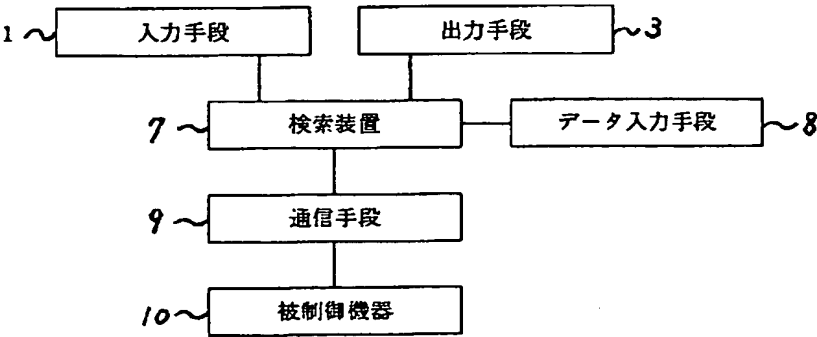 1 入力手段
出力手段 3
7 検索装置
データ入力手段 8
9 通信手段
10 被制御機器